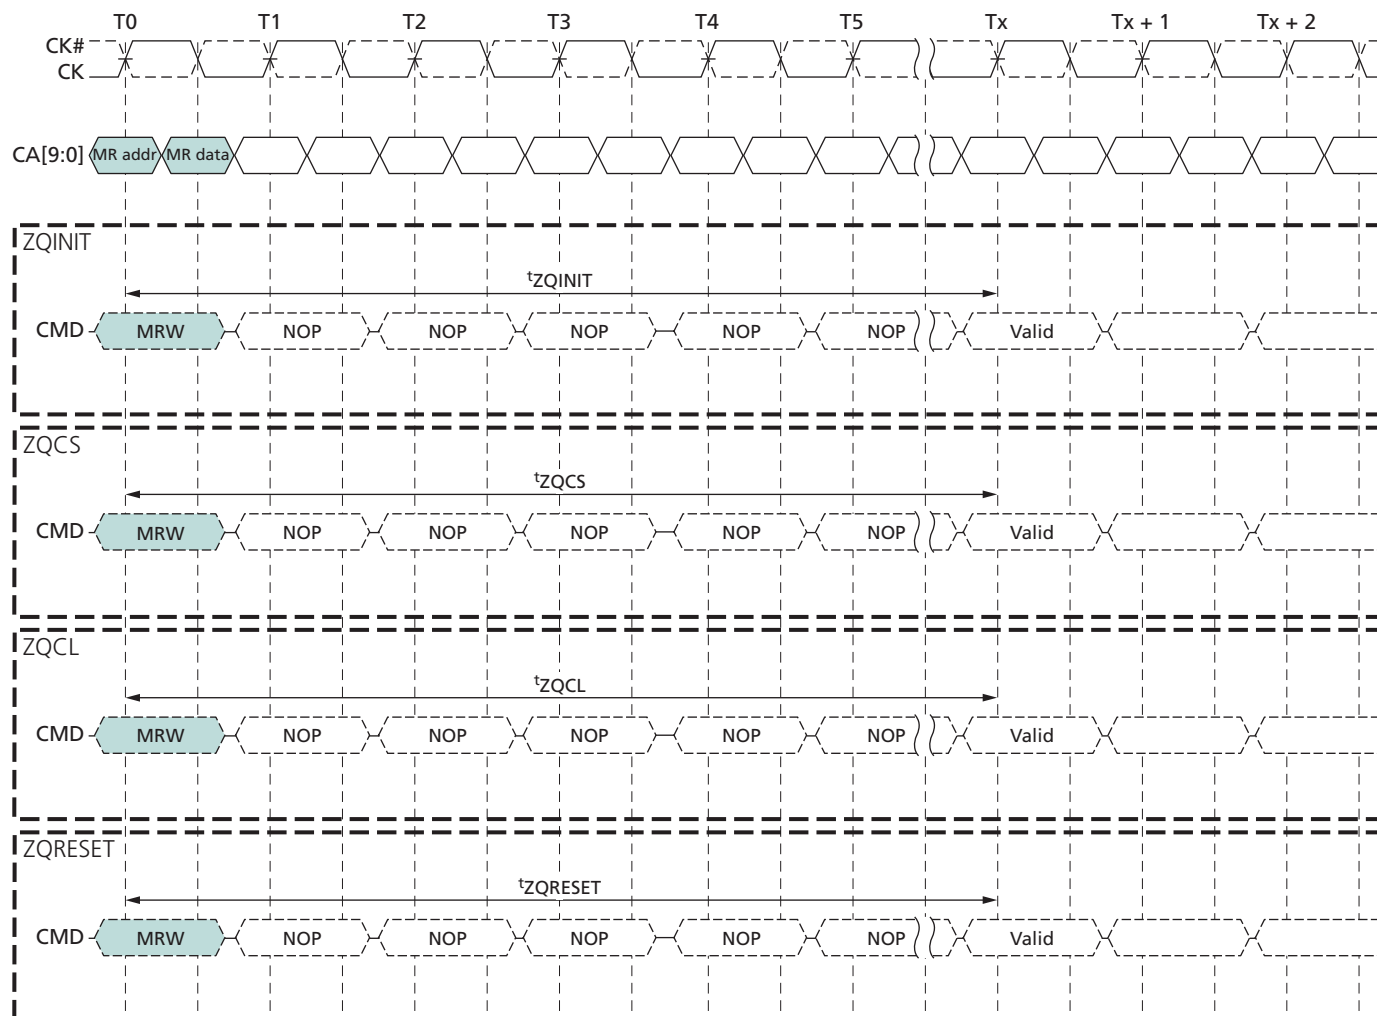 T0 T1 T2 T3 T4 T5 Tx Tx + 1 Tx + 2
CK#
CK
CA[9:0] MR addr MR data
ZQINIT
tZQINIT
CMD MRW NOP NOP NOP NOP NOP Valid
ZQCS
tZQCS
CMD MRW NOP NOP NOP NOP NOP Valid
ZQCL
tZQCL
CMD MRW NOP NOP NOP NOP NOP Valid
ZQRESET
tZQRESET
CMD MRW NOP NOP NOP NOP NOP Valid